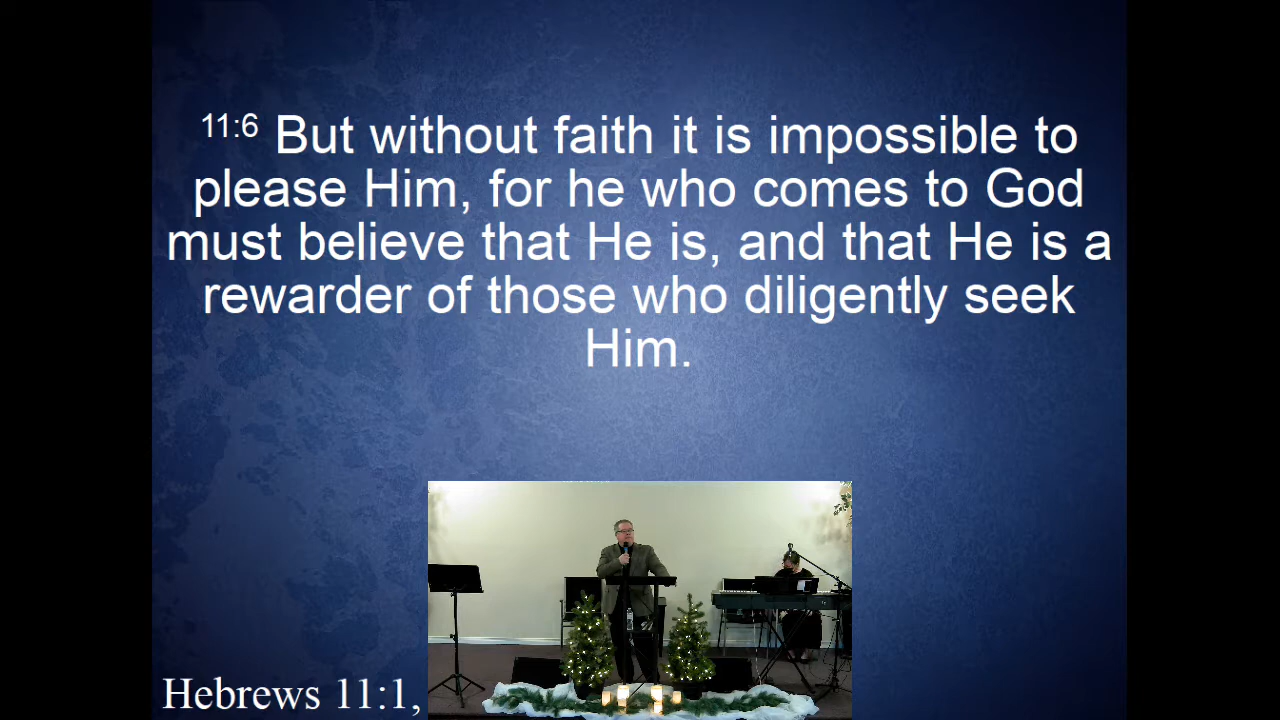 11:6 But without faith it is impossible to
please Him, for he who comes to God
must believe that He is, and that He is a
rewarder of those who diligently seek
Him.
Hebrews 11:1,